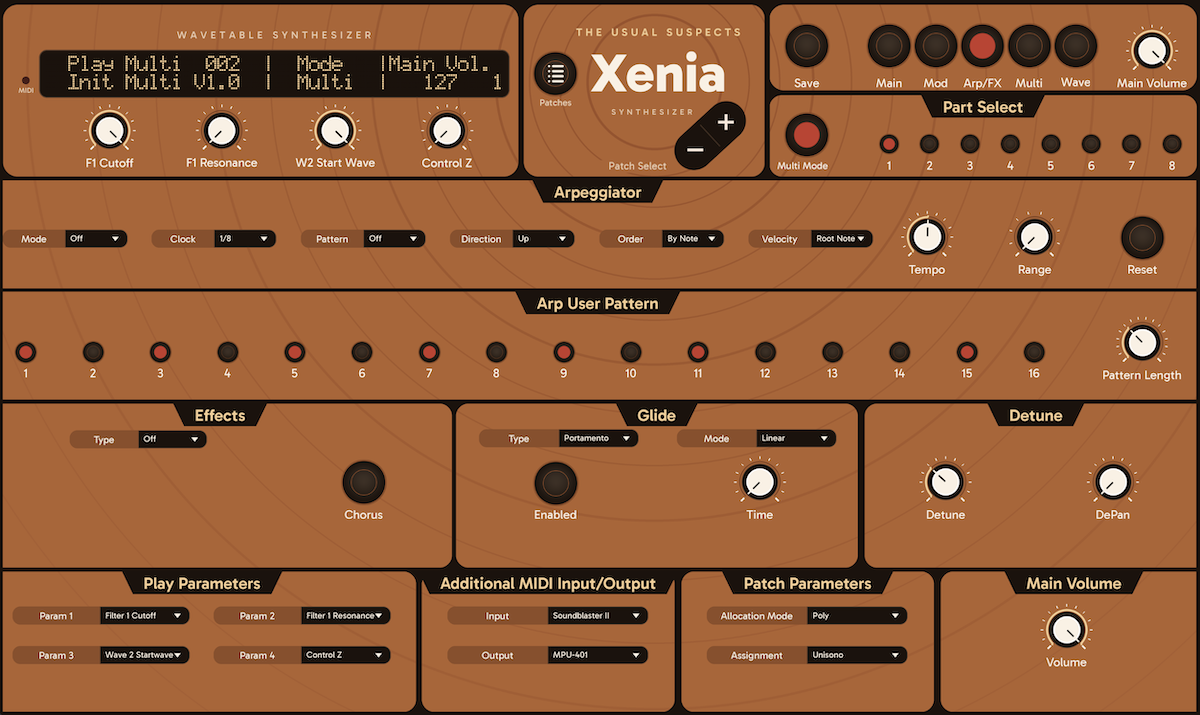 WAVETABLE SYNTHESIZER
Play Multi 002 | Mode |Main Vol.
Init Multi V1.0 | Multi | 127 1
MIDI
F1 Cutoff F1 Resonance W2 Start Wave Control Z
THE USUAL SUSPECTS
Xenia
SYNTHESIZER
Patches
+
−
Patch Select
Save Main Mod Arp/FX Multi Wave Main Volume
Part Select
Multi Mode 1 2 3 4 5 6 7 8
Arpeggiator
Mode Off Clock 1/8 Pattern Off Direction Up Order By Note Velocity Root Note
Tempo Range Reset
Arp User Pattern
1 2 3 4 5 6 7 8 9 10 11 12 13 14 15 16
Pattern Length
Effects
Type Off
Chorus
Glide
Type Portamento Mode Linear
Enabled Time
Detune
Detune DePan
Play Parameters
Param 1 Filter 1 Cutoff Param 2 Filter 1 Resonance
Param 3 Wave 2 Startwave Param 4 Control Z
Additional MIDI Input/Output
Input Soundblaster II
Output MPU-401
Patch Parameters
Allocation Mode Poly
Assignment Unisono
Main Volume
Volume